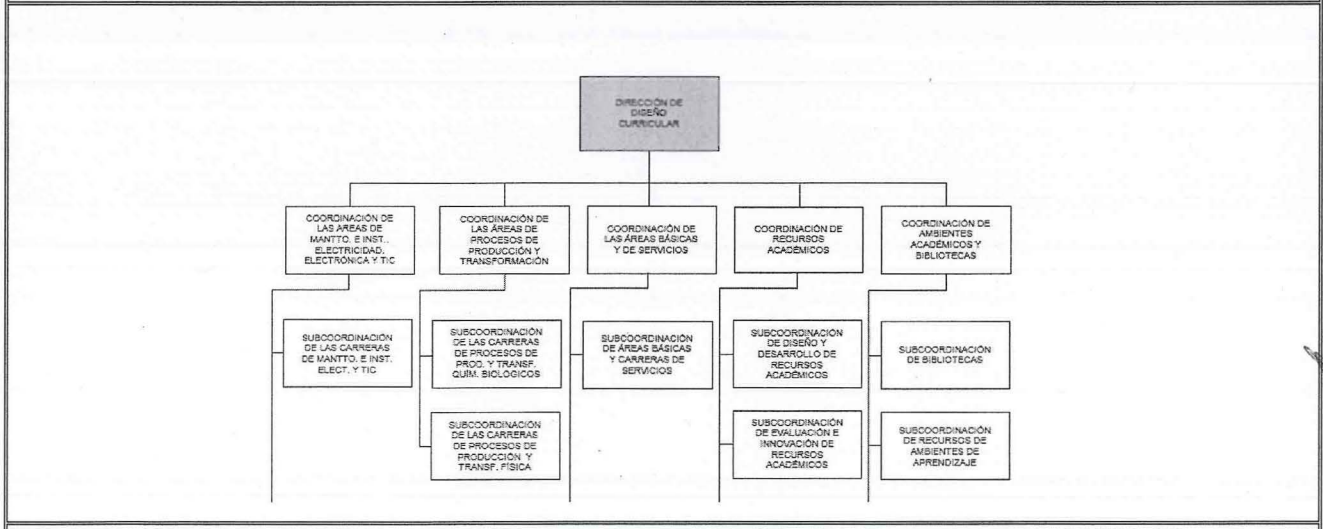 DIRECCIÓN DE
DISEÑO
CURRICULAR
COORDINACIÓN DE
LAS AREAS DE
MANTTO. E INST.,
ELECTRICIDAD,
ELECTRÓNICA Y TIC
COORDINACIÓN DE
LAS ÁREAS DE
PROCESOS DE
PRODUCCIÓN Y
TRANSFORMACIÓN
COORDINACIÓN DE
LAS ÁREAS BÁSICAS
Y DE SERVICIOS
COORDINACIÓN DE
RECURSOS
ACADÉMICOS
COORDINACIÓN DE
AMBIENTES
ACADÉMICOS Y
BIBLIOTECAS
SUBCOORDINACIÓN
DE LAS CARRERAS
DE MANTTO. E INST.
ELECT. Y TIC
SUBCOORDINACIÓN
DE LAS CARRERAS
DE PROCESOS DE
PROD. Y TRANSF.
QUÍM. BIOLOGICOS
SUBCOORDINACIÓN
DE ÁREAS BÁSICAS
Y CARRERAS DE
SERVICIOS
SUBCOORDINACIÓN
DE DISEÑO Y
DESARROLLO DE
RECURSOS
ACADÉMICOS
SUBCOORDINACIÓN
DE BIBLIOTECAS
SUBCOORDINACIÓN
DE LAS CARRERAS
DE PROCESOS DE
PRODUCCIÓN Y
TRANSF. FÍSICA
SUBCOORDINACIÓN
DE EVALUACIÓN E
INNOVACIÓN DE
RECURSOS
ACADÉMICOS
SUBCOORDINACIÓN
DE RECURSOS DE
AMBIENTES DE
APRENDIZAJE